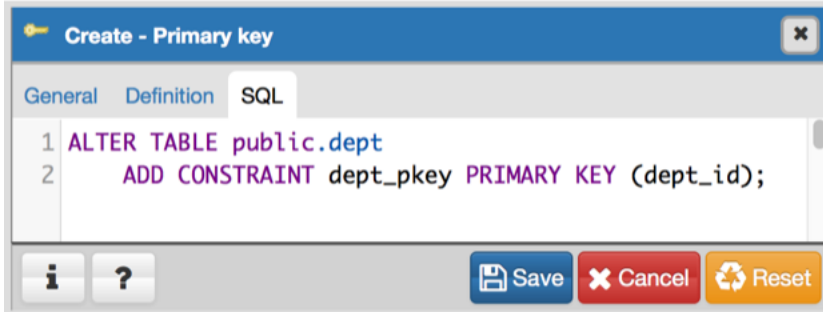 Create - Primary key
General Definition SQL
1 ALTER TABLE public.dept
2 ADD CONSTRAINT dept_pkey PRIMARY KEY (dept_id);
i ? Save Cancel Reset